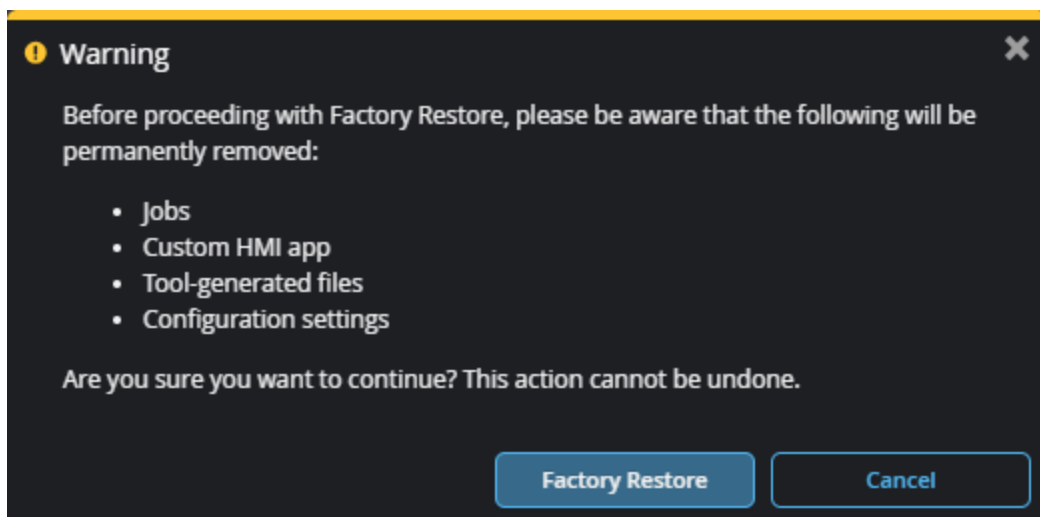 Warning
Before proceeding with Factory Restore, please be aware that the following will be
permanently removed:
• Jobs
• Custom HMI app
• Tool-generated files
• Configuration settings
Are you sure you want to continue? This action cannot be undone.
Factory Restore Cancel